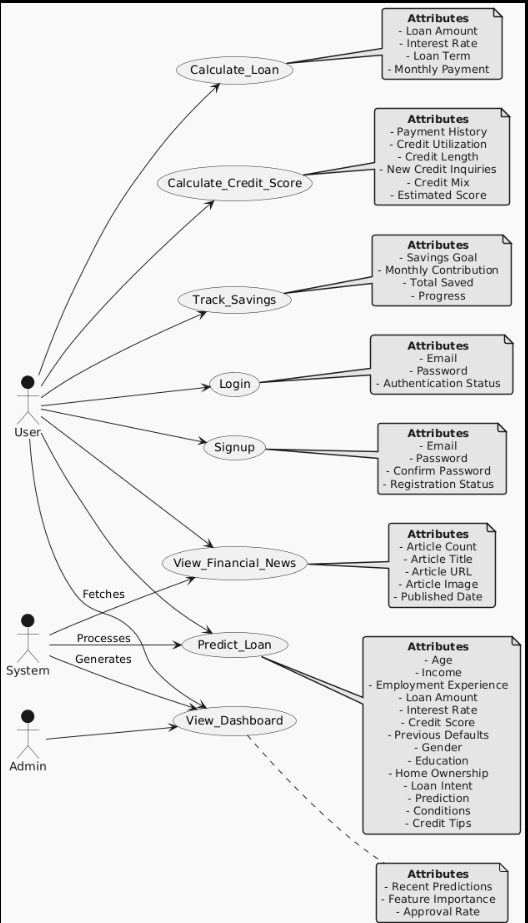 Attributes
- Loan Amount
- Interest Rate
- Loan Term
- Monthly Payment
Calculate_Loan
Attributes
- Payment History
- Credit Utilization
- Credit Length
- New Credit Inquiries
- Credit Mix
- Estimated Score
Calculate_Credit_Score
Attributes
- Savings Goal
- Monthly Contribution
- Total Saved
- Progress
Track_Savings
Attributes
- Email
- Password
- Authentication Status
Login
User
Signup
Attributes
- Email
- Password
- Confirm Password
- Registration Status
View_Financial_News
Attributes
- Article Count
- Article Title
- Article URL
- Article Image
- Published Date
Fetches
System
Processes
Generates
Predict_Loan
Attributes
- Age
- Income
- Employment Experience
- Loan Amount
- Interest Rate
- Credit Score
- Previous Defaults
- Gender
- Education
- Home Ownership
- Loan Intent
- Prediction
- Conditions
- Credit Tips
View_Dashboard
Admin
Attributes
- Recent Predictions
- Feature Importance
- Approval Rate